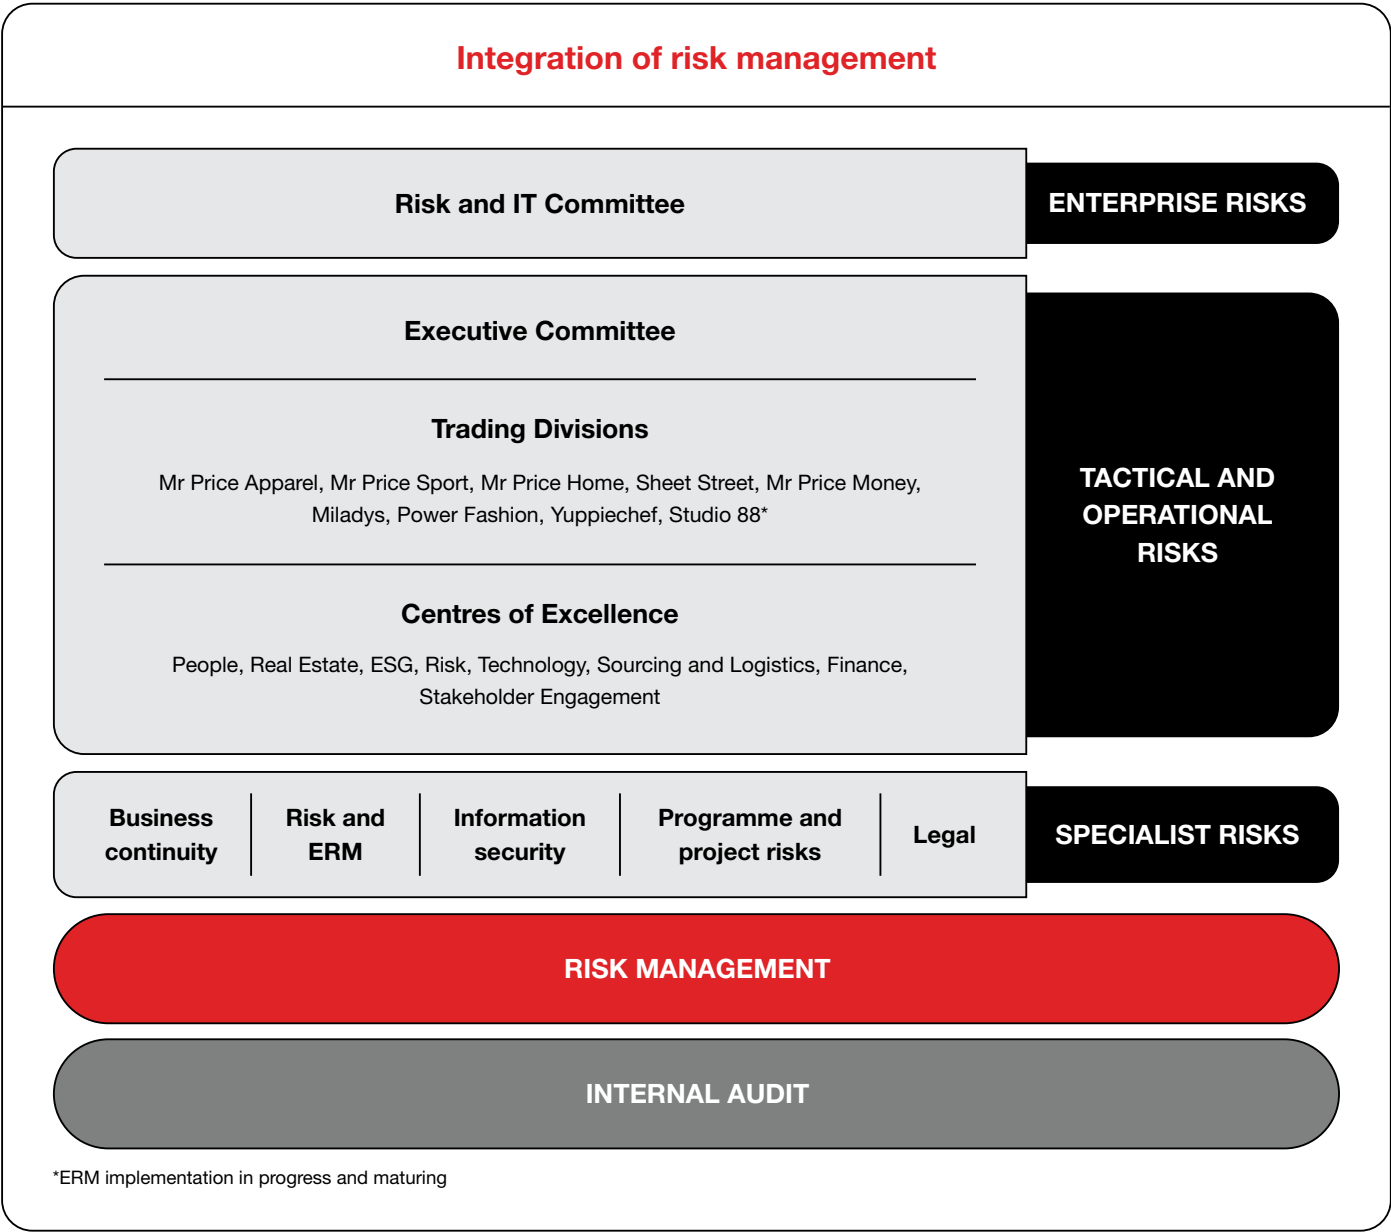 Integration of risk management
Risk and IT Committee
ENTERPRISE RISKS
Executive Committee
Trading Divisions
Mr Price Apparel, Mr Price Sport, Mr Price Home, Sheet Street, Mr Price Money,
Miladys, Power Fashion, Yuppiechef, Studio 88*
Centres of Excellence
People, Real Estate, ESG, Risk, Technology, Sourcing and Logistics, Finance,
Stakeholder Engagement
TACTICAL AND
OPERATIONAL
RISKS
Business
continuity
Risk and
ERM
Information
security
Programme and
project risks
Legal
SPECIALIST RISKS
RISK MANAGEMENT
INTERNAL AUDIT
*ERM implementation in progress and maturing